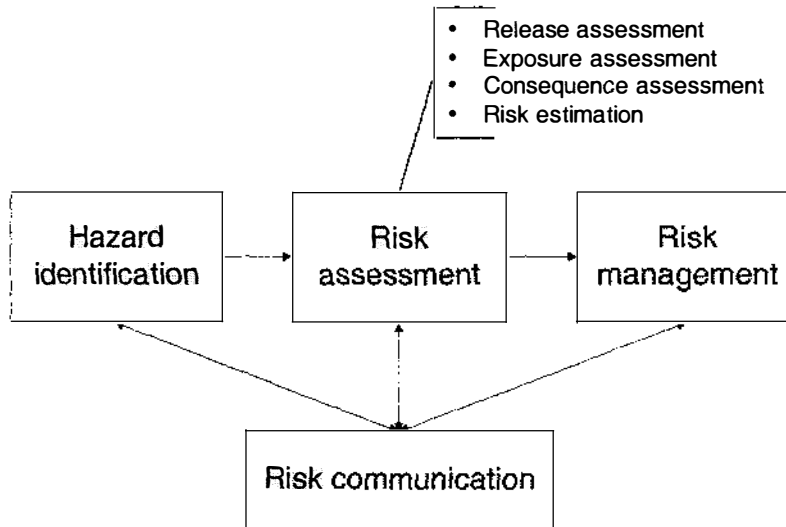 • Release assessment
• Exposure assessment
• Consequence assessment
• Risk estimation
Hazard
identification
Risk
assessment
Risk
management
Risk communication